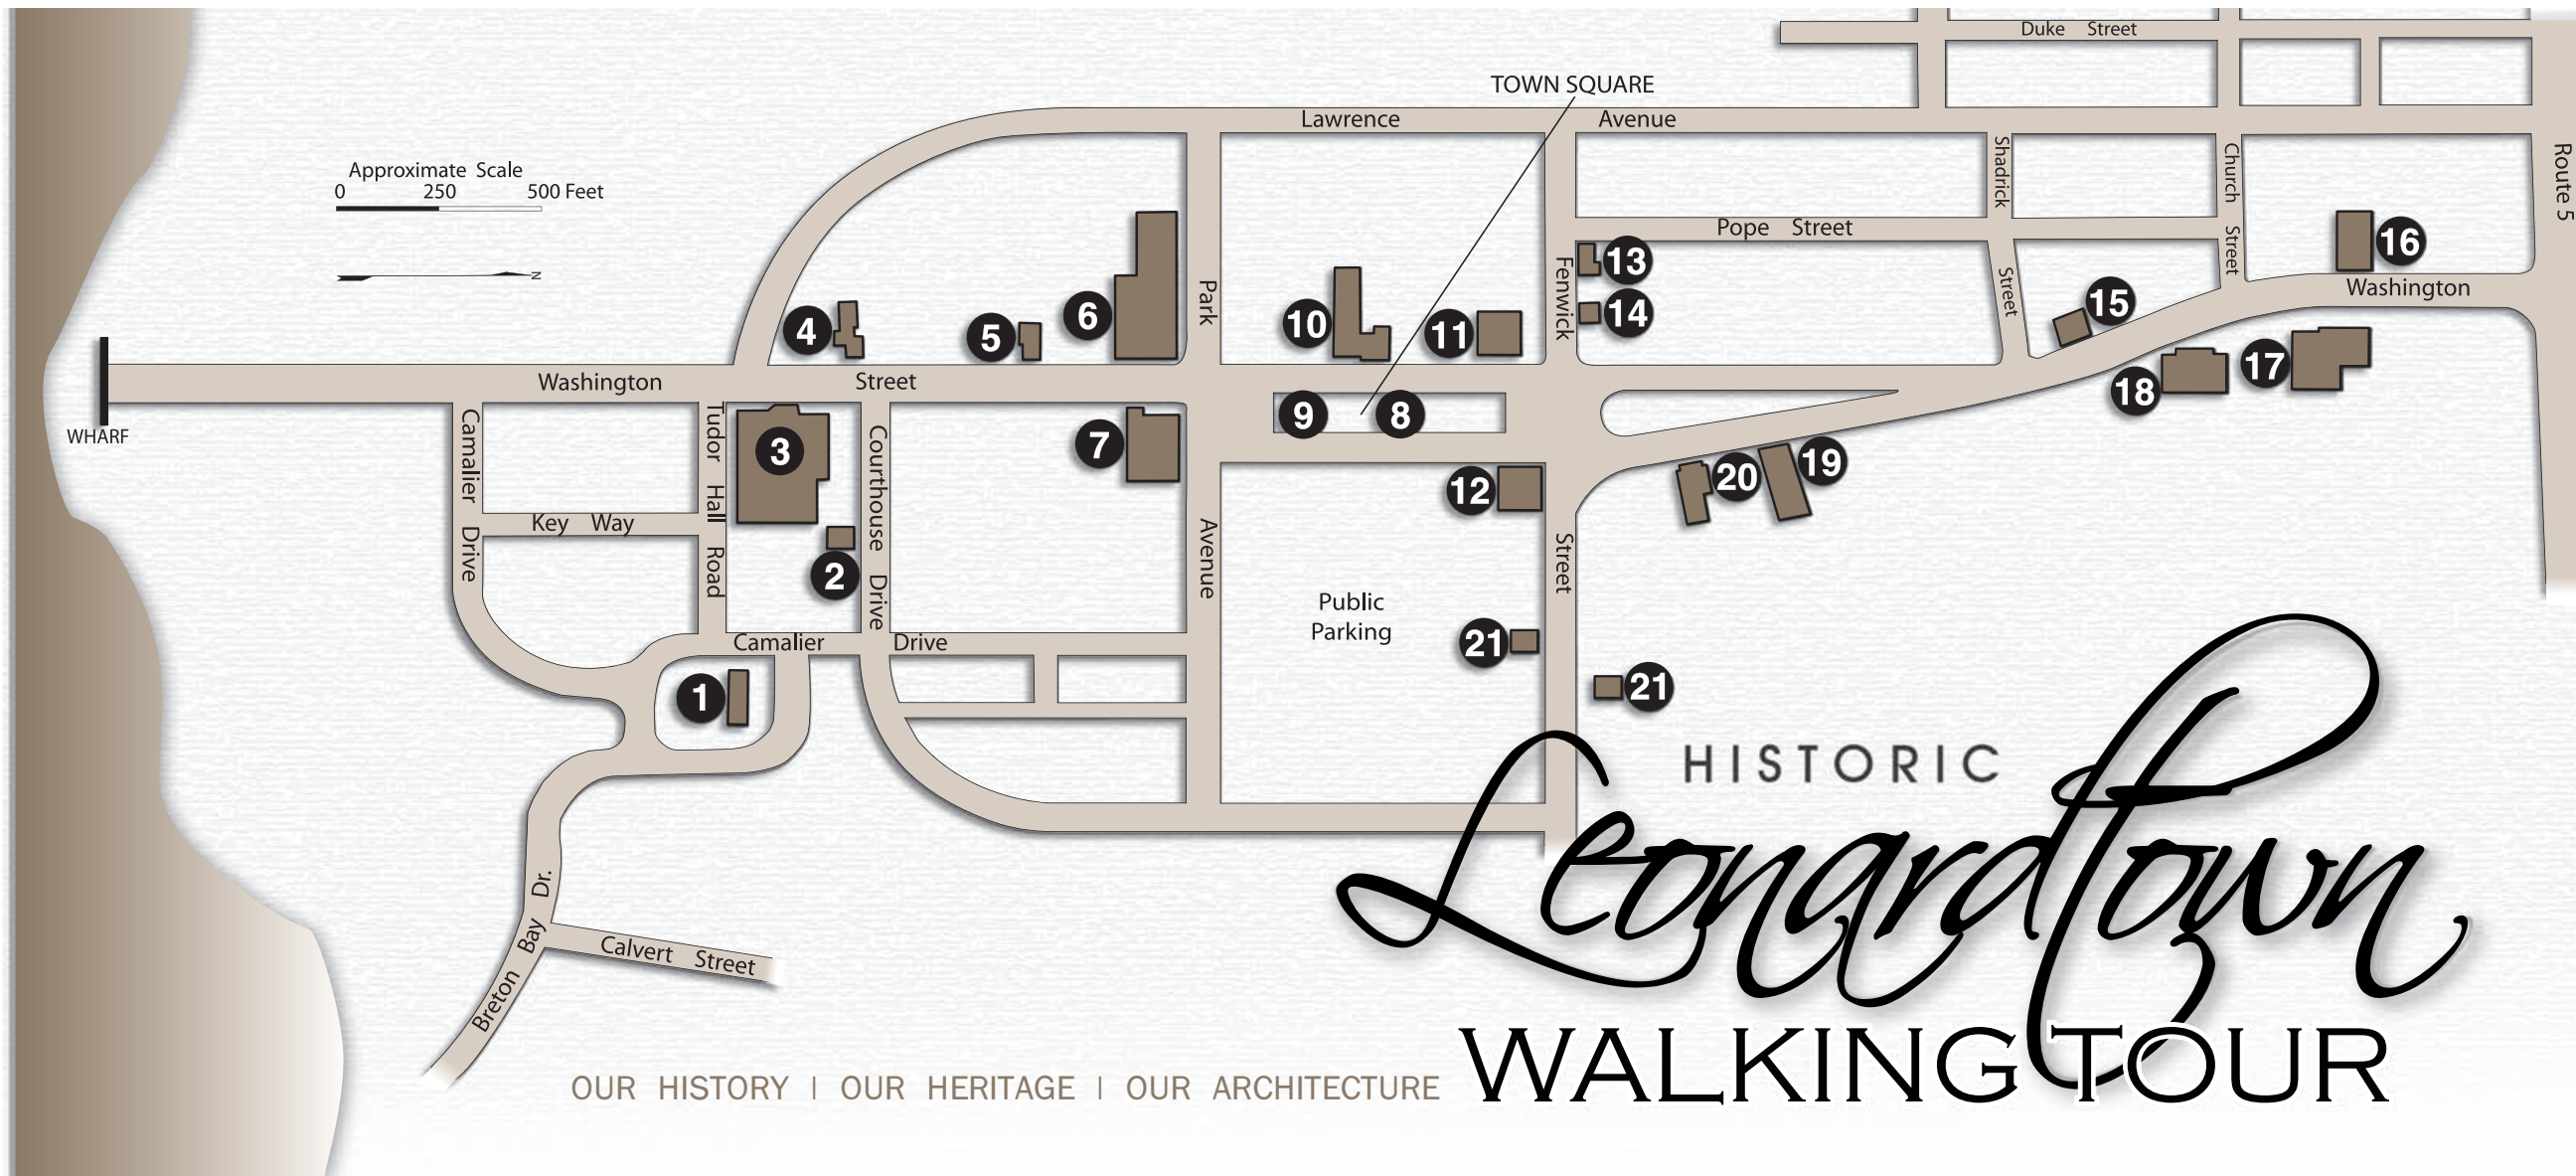 Duke Street
TOWN SQUARE
Lawrence Avenue
Approximate Scale
0 250 500 Feet
N
Shadrick Street
Church Street
Route 5
Pope Street
Park Avenue
Fenwick Street
13
16
4
5
6
10
11
14
15
Washington
Washington Street
WHARF
Camalier Drive
Tudor Hall Road
3
Courthouse Drive
7
9
8
18
17
12
20
19
Key Way
2
Public
Parking
Camalier Drive
21
1
21
HISTORIC
Leonardtown
WALKING TOUR
Breton Bay Dr.
Calvert Street
OUR HISTORY | OUR HERITAGE | OUR ARCHITECTURE